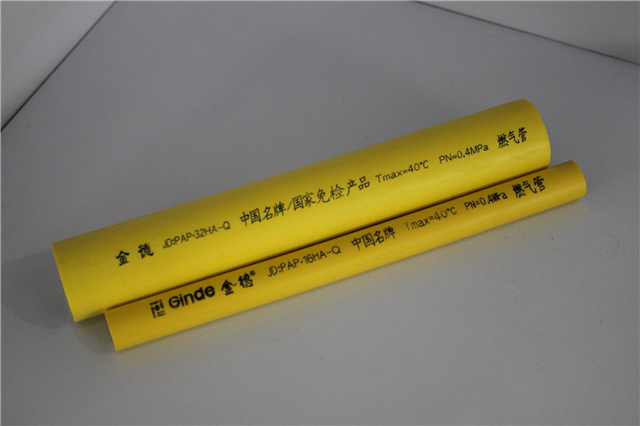 金德 JD:PAP-32HA-Q 中国名牌/国家免检产品 Tmax=40℃ PN=0.4MPa 燃气管
Ginde 金德® JD:PAP-16HA-Q 中国名牌 Tmax=40℃ PN=0.4MPa 燃气管